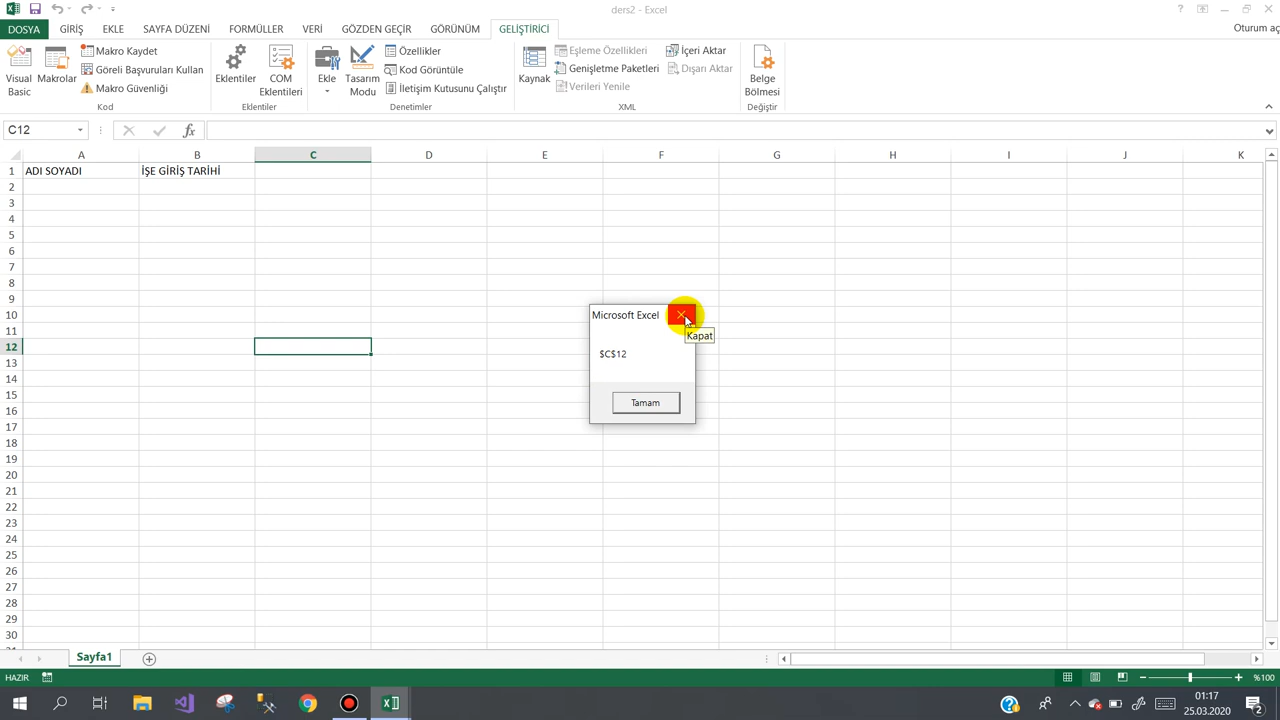 ders2 - Excel
DOSYA GİRİŞ EKLE SAYFA DÜZENİ FORMÜLLER VERİ GÖZDEN GEÇİR GÖRÜNÜM GELİŞTİRİCİ Oturum aç
Visual Basic
Makrolar
Makro Kaydet
Göreli Başvuruları Kullan
Makro Güvenliği
Kod
Eklentiler
COM Eklentileri
Eklentiler
Ekle
Tasarım Modu
Özellikler
Kod Görüntüle
İletişim Kutusunu Çalıştır
Denetimler
Kaynak
Eşleme Özellikleri
Genişletme Paketleri
Verileri Yenile
İçeri Aktar
Dışarı Aktar
XML
Belge Bölmesi
Değiştir
C12 fx
A B C D E F G H I J K
1 ADI SOYADI İŞE GİRİŞ TARİHİ
2
3
4
5
6
7
8
9
10
11
12
13
14
15
16
17
18
19
20
21
22
23
24
25
26
27
28
29
30
Microsoft Excel
Kapat
$C$12
Tamam
Sayfa1
HAZIR %100
01:17
25.03.2020
2